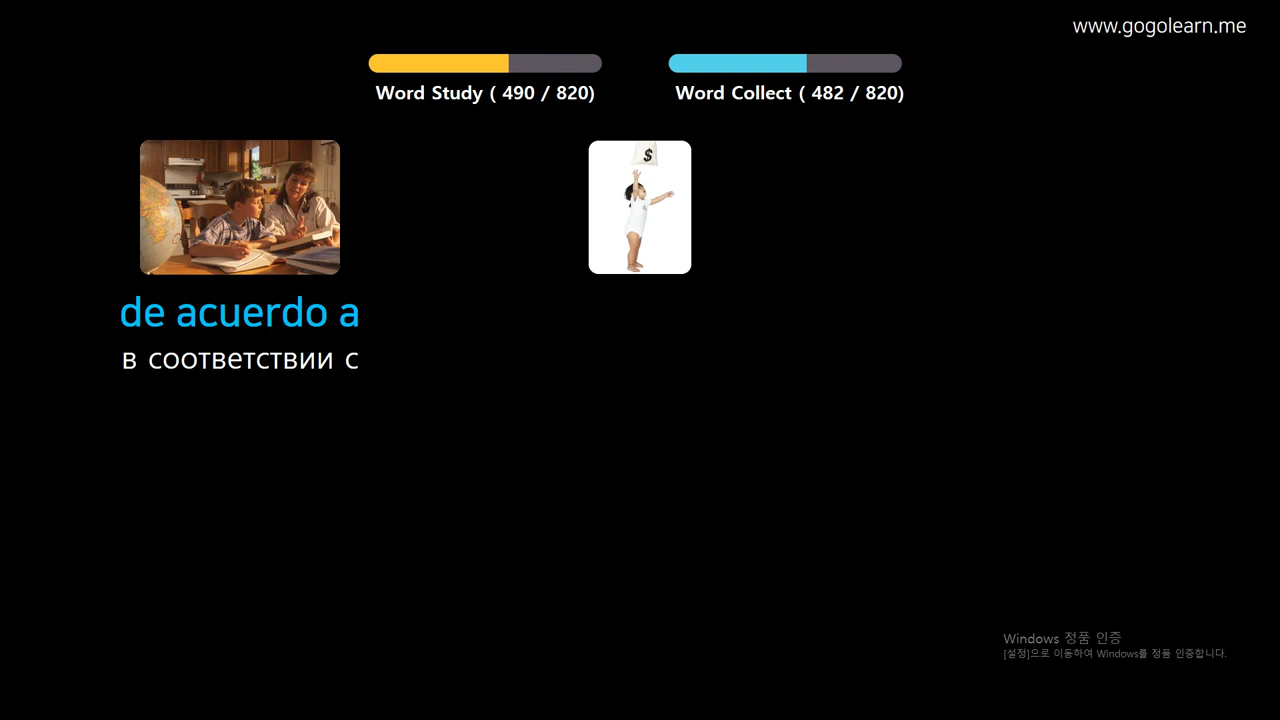 www.gogolearn.me
Word Study ( 490 / 820)
Word Collect ( 482 / 820)
$
de acuerdo a
в соответствии с
Windows 정품 인증
[설정]으로 이동하여 Windows를 정품 인증합니다.